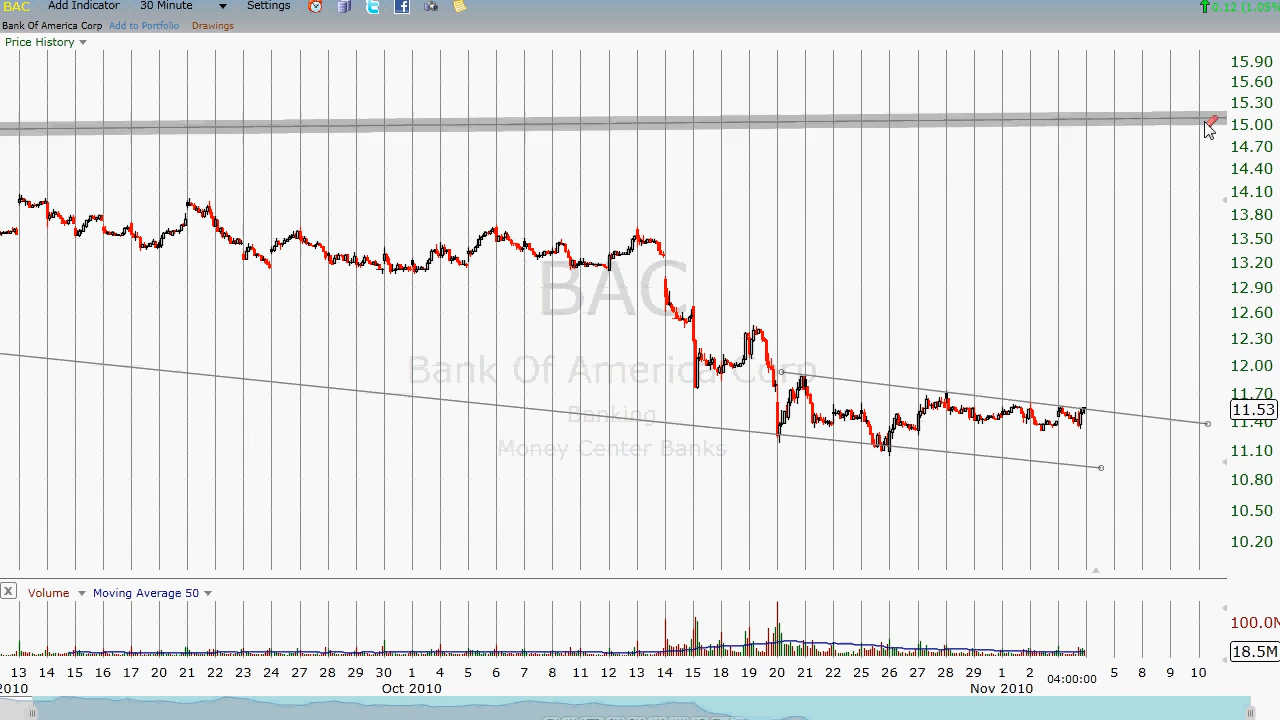 BAC Add Indicator 30 Minute Settings 0.12 (1.05%
Bank Of America Corp Add to Portfolio Drawings
Price History
15.90
15.60
15.30
15.00
14.70
14.40
14.10
13.80
13.50
13.20
12.90
12.60
12.30
12.00
11.70
11.53
11.40
11.10
10.80
10.50
10.20
BAC
Bank Of America Corp
Banking
Money Center Banks
X Volume Moving Average 50
100.0M
18.5M
13 14 15 16 17 20 21 22 23 24 27 28 29 30 1 4 5 6 7 8 11 12 13 14 15 18 19 20 21 22 25 26 27 28 29 1 2 04:00:00 5 8 9 10
2010 Oct 2010 Nov 2010